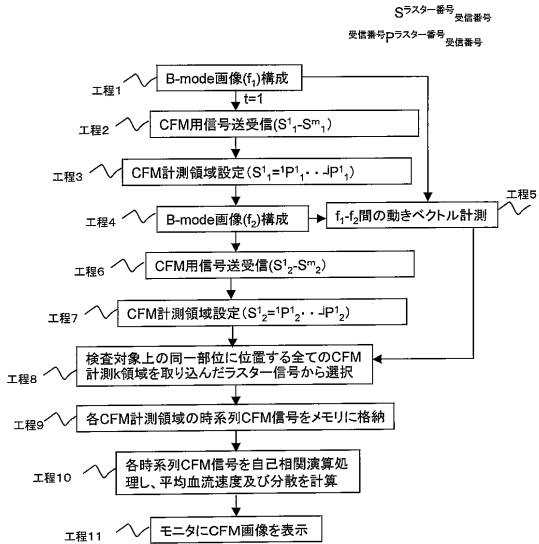 Sラスター番号受信番号
受信番号Pラスター番号受信番号
工程1
B-mode画像(f₁)構成
t=1
工程2
CFM用信号送受信(S¹₁-Sᵐ₁)
工程3
CFM計測領域設定(S¹₁=¹P¹₁・・-ʲP¹₁)
工程4
B-mode画像(f₂)構成
工程5
f₁-f₂間の動きベクトル計測
工程6
CFM用信号送受信(S¹₂-Sᵐ₂)
工程7
CFM計測領域設定(S¹₂=¹P¹₂・・-ʲP¹₂)
工程8
検査対象上の同一部位に位置する全てのCFM
計測k領域を取り込んだラスター信号から選択
工程9
各CFM計測領域の時系列CFM信号をメモリに格納
工程10
各時系列CFM信号を自己相関演算処
理し、平均血流速度及び分散を計算
工程11
モニタにCFM画像を表示